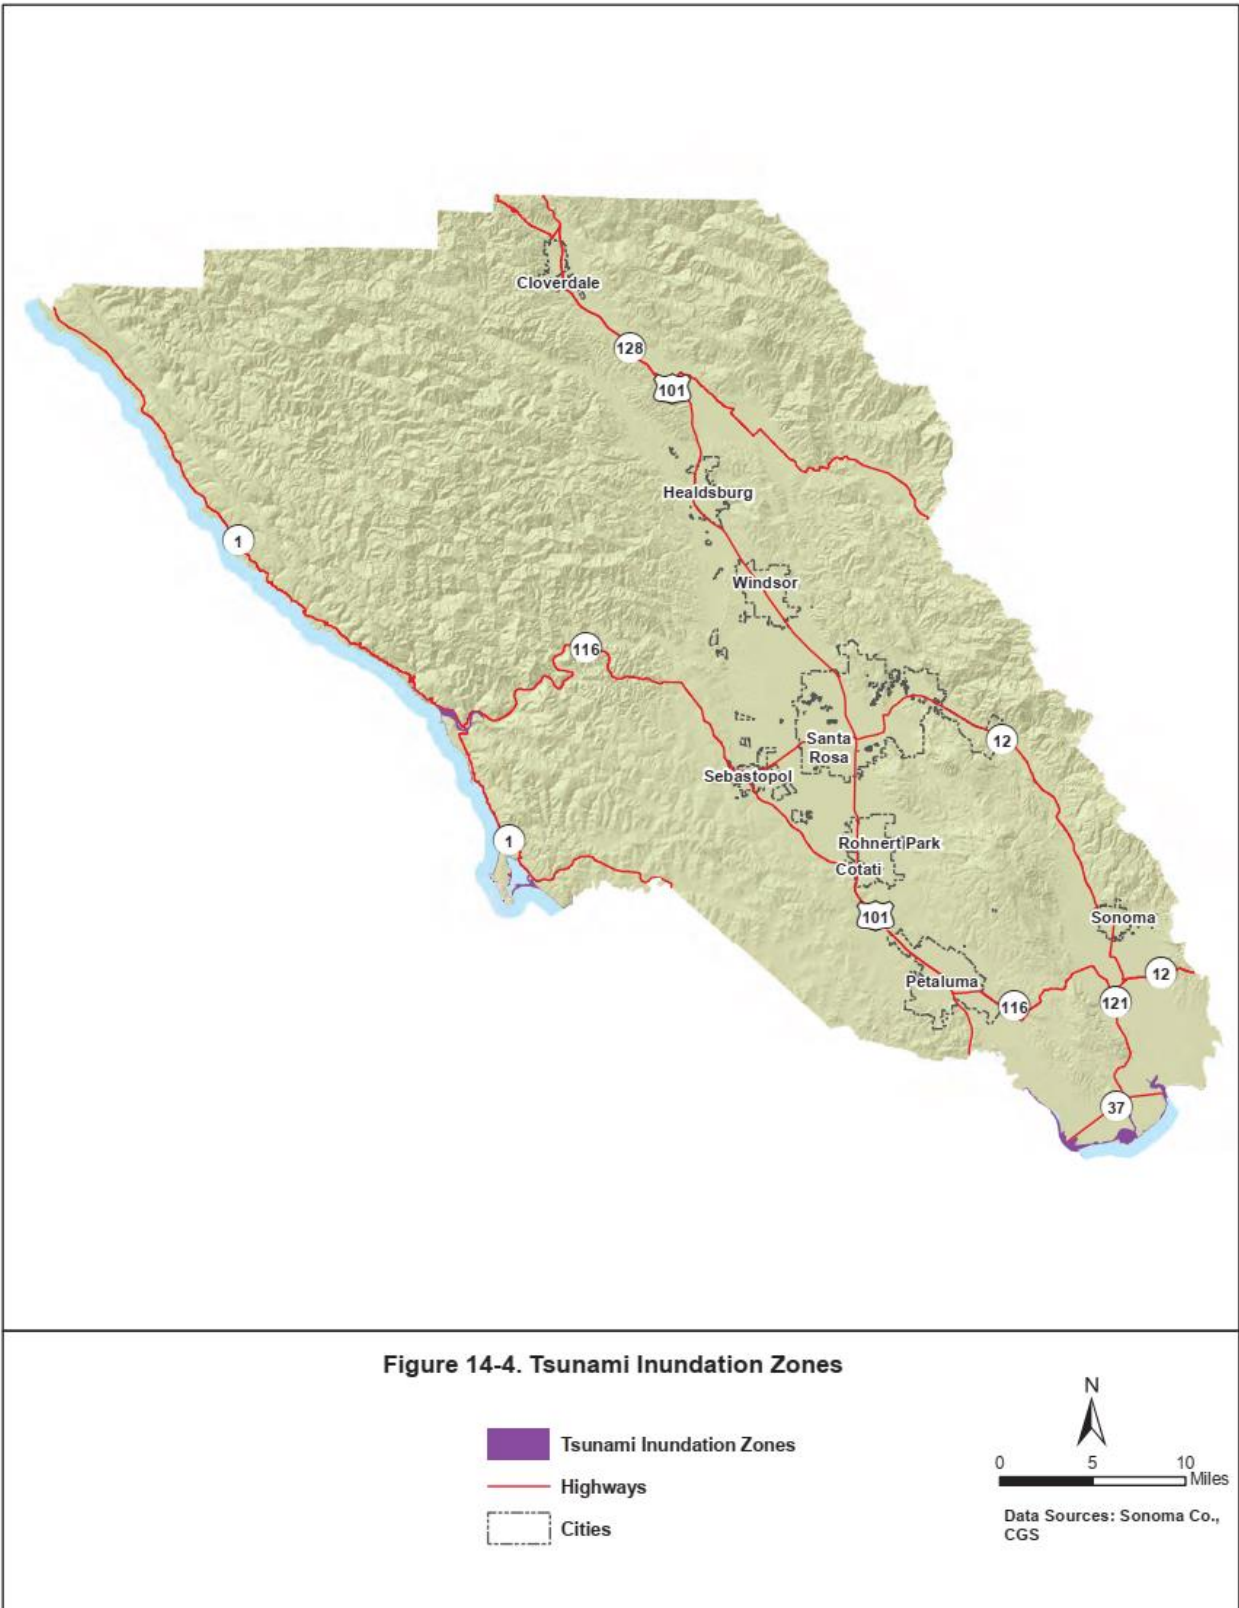 Cloverdale
128
101
Healdsburg
1
Windsor
116
Santa
Rosa
12
Sebastopol
1
Rohnert Park
Cotati
101
Sonoma
12
Petaluma
116
121
37
Figure 14-4. Tsunami Inundation Zones
Tsunami Inundation Zones
Highways
Cities
N
0 5 10
Miles
Data Sources: Sonoma Co.,
CGS